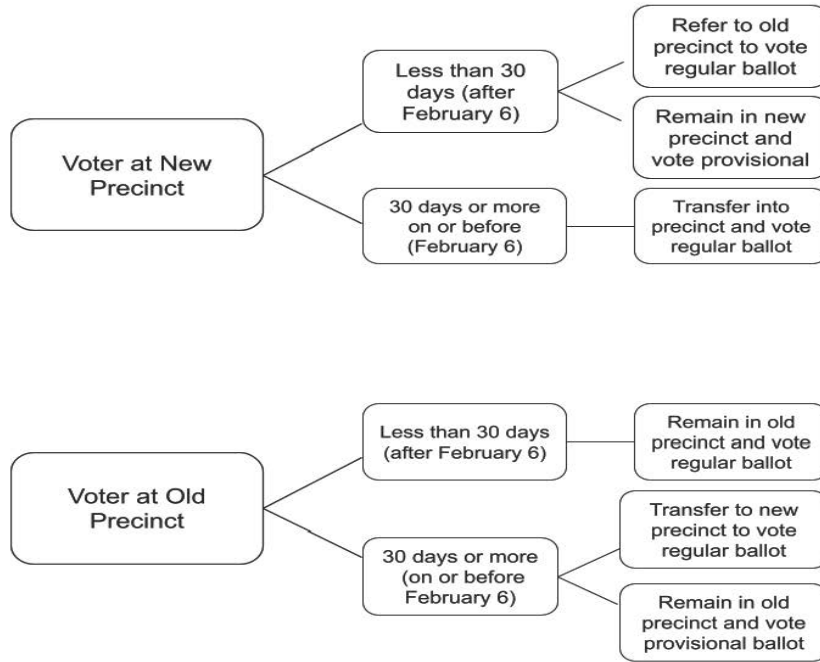 Voter at New
Precinct
Less than 30
days (after
February 6)
Refer to old
precinct to vote
regular ballot
Remain in new
precinct and
vote provisional
30 days or more
on or before
(February 6)
Transfer into
precinct and vote
regular ballot
Voter at Old
Precinct
Less than 30 days
(after February 6)
Remain in old
precinct and vote
regular ballot
30 days or more
(on or before
February 6)
Transfer to new
precinct to vote
regular ballot
Remain in old
precinct and vote
provisional ballot